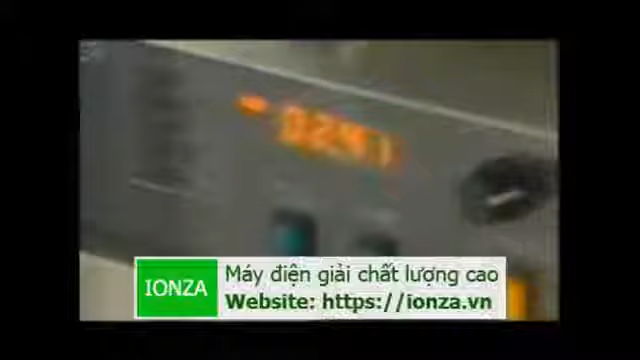 IONZA
Máy điện giải chất lượng cao
Website: https://ionza.vn